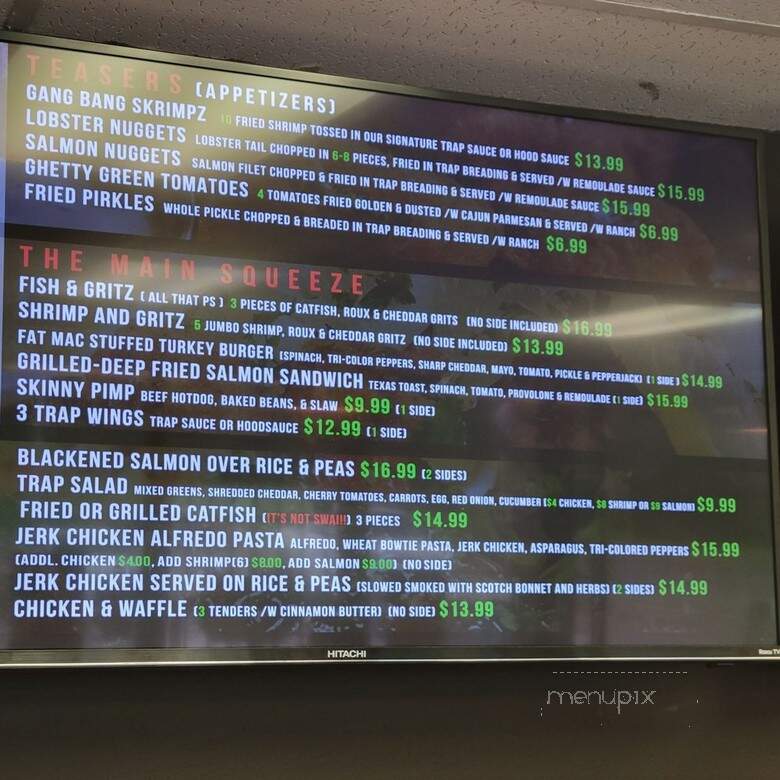 TEASERS (APPETIZERS)
GANG BANG SKRIMPZ 10 FRIED SHRIMP TOSSED IN OUR SIGNATURE TRAP SAUCE OR HOOD SAUCE $13.99
LOBSTER NUGGETS LOBSTER TAIL CHOPPED IN 6-8 PIECES, FRIED IN TRAP BREADING & SERVED /W REMOULADE SAUCE $15.99
SALMON NUGGETS SALMON FILET CHOPPED & FRIED IN TRAP BREADING & SERVED /W REMOULADE SAUCE $15.99
GHETTY GREEN TOMATOES 4 TOMATOES FRIED GOLDEN & DUSTED /W CAJUN PARMESAN & SERVED /W RANCH $6.99
FRIED PIRKLES WHOLE PICKLE CHOPPED & BREADED IN TRAP BREADING & SERVED /W RANCH $6.99
THE MAIN SQUEEZE
FISH & GRITZ (ALL THAT PS) 3 PIECES OF CATFISH, ROUX & CHEDDAR GRITS (NO SIDE INCLUDED) $16.99
SHRIMP AND GRITZ 5 JUMBO SHRIMP, ROUX & CHEDDAR GRITZ (NO SIDE INCLUDED) $13.99
FAT MAC STUFFED TURKEY BURGER (SPINACH, TRI-COLOR PEPPERS, SHARP CHEDDAR, MAYO, TOMATO, PICKLE & PEPPERJACK) (1 SIDE) $14.99
GRILLED-DEEP FRIED SALMON SANDWICH TEXAS TOAST, SPINACH, TOMATO, PROVOLONE & REMOULADE (1 SIDE) $15.99
SKINNY PIMP BEEF HOTDOG, BAKED BEANS, & SLAW $9.99 (1 SIDE)
3 TRAP WINGS TRAP SAUCE OR HOODSAUCE $12.99 (1 SIDE)
BLACKENED SALMON OVER RICE & PEAS $16.99 (2 SIDES)
TRAP SALAD MIXED GREENS, SHREDDED CHEDDAR, CHERRY TOMATOES, CARROTS, EGG, RED ONION, CUCUMBER ($4 CHICKEN, $8 SHRIMP OR $9 SALMON) $9.99
FRIED OR GRILLED CATFISH (IT'S NOT SWAI!!) 3 PIECES $14.99
JERK CHICKEN ALFREDO PASTA ALFREDO, WHEAT BOWTIE PASTA, JERK CHICKEN, ASPARAGUS, TRI-COLORED PEPPERS $15.99
(ADDL. CHICKEN $4.00, ADD SHRIMP(6) $8.00, ADD SALMON $9.00) (NO SIDE)
JERK CHICKEN SERVED ON RICE & PEAS (SLOWED SMOKED WITH SCOTCH BONNET AND HERBS) (2 SIDES) $14.99
CHICKEN & WAFFLE (3 TENDERS /W CINNAMON BUTTER) (NO SIDE) $13.99
HITACHI
Roku TV
menupix